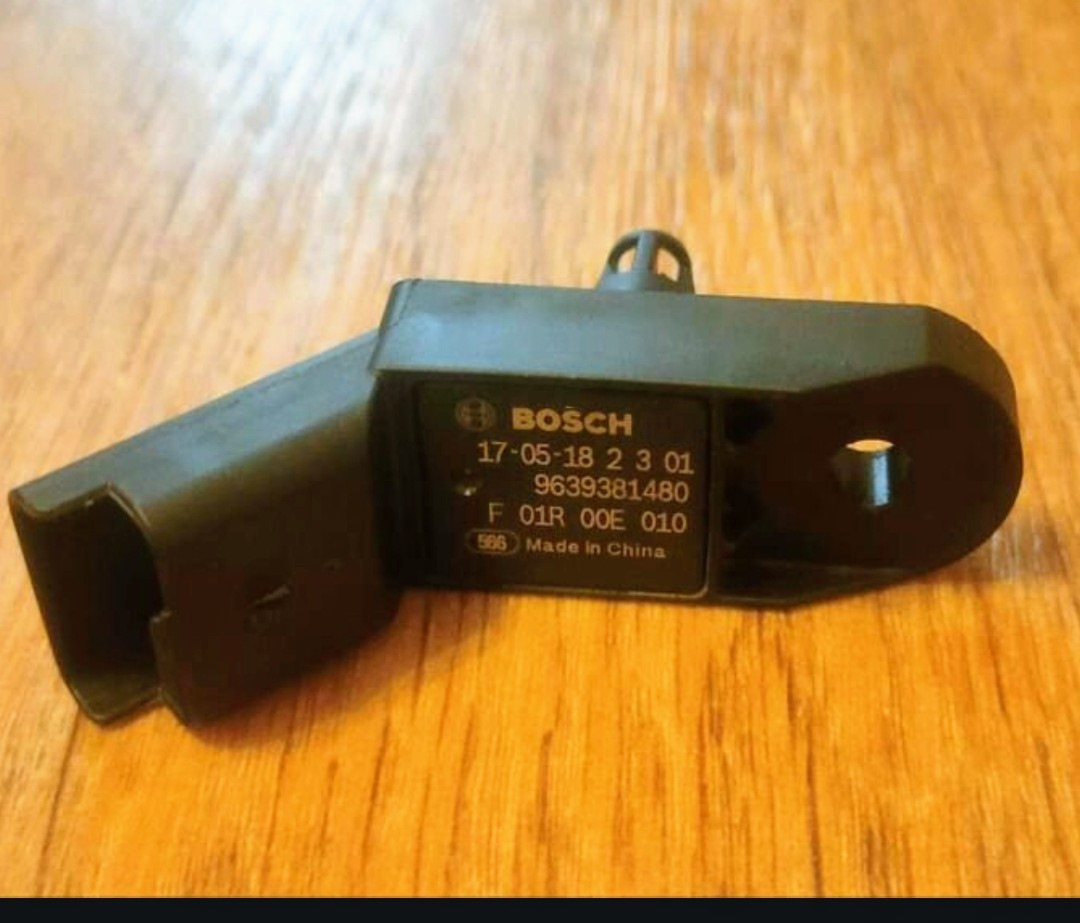 BOSCH
17-05-18 2 3 01
9639381480
F 01R 00E 010
566 Made in China